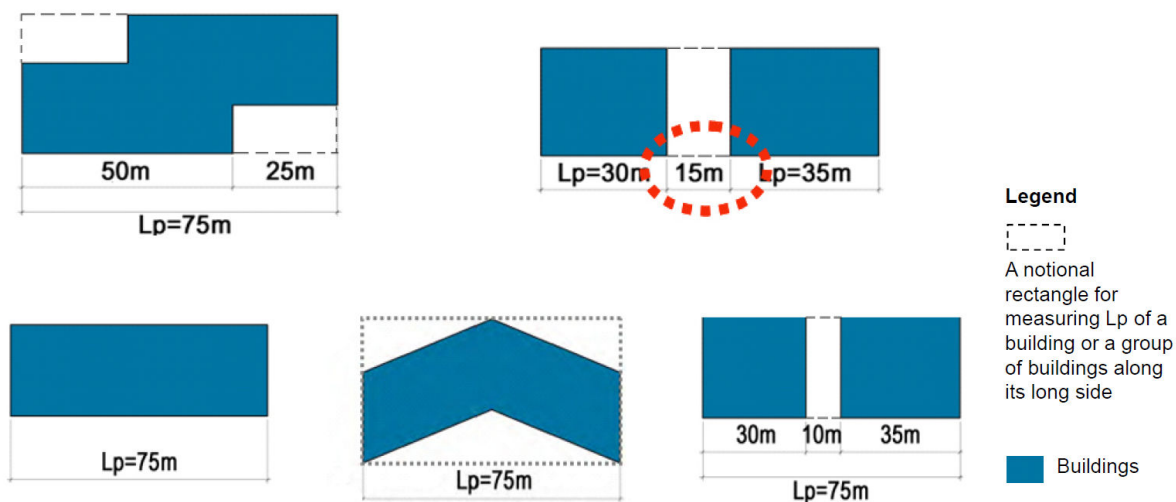 50m 25m
Lp=75m
Lp=30m 15m Lp=35m
Legend
A notional
rectangle for
measuring Lp of a
building or a group
of buildings along
its long side
Buildings
Lp=75m
Lp=75m
30m 10m 35m
Lp=75m